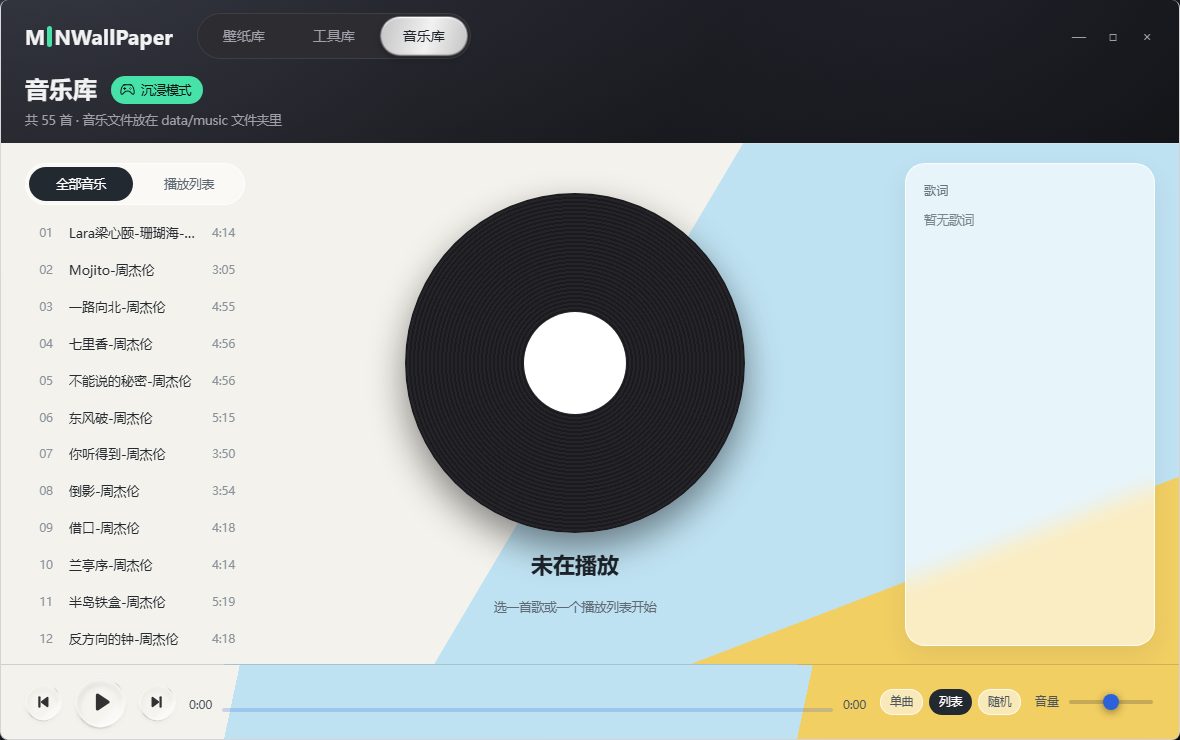 MINWallPaper 壁纸库 工具库 音乐库
音乐库 沉浸模式
共 55 首 · 音乐文件放在 data/music 文件夹里
全部音乐 播放列表
01 Lara梁心颐-珊瑚海-... 4:14
02 Mojito-周杰伦 3:05
03 一路向北-周杰伦 4:55
04 七里香-周杰伦 4:56
05 不能说的秘密-周杰伦 4:56
06 东风破-周杰伦 5:15
07 你听得到-周杰伦 3:50
08 倒影-周杰伦 3:54
09 借口-周杰伦 4:18
10 兰亭序-周杰伦 4:14
11 半岛铁盒-周杰伦 5:19
12 反方向的钟-周杰伦 4:18
未在播放
选一首歌或一个播放列表开始
歌词
暂无歌词
0:00 0:00 单曲 列表 随机 音量